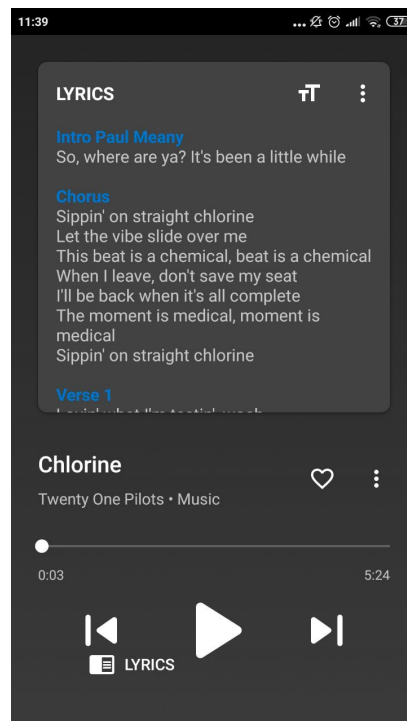 11:39
... 37
LYRICS
Intro Paul Meany
So, where are ya? It's been a little while
Chorus
Sippin' on straight chlorine
Let the vibe slide over me
This beat is a chemical, beat is a chemical
When I leave, don't save my seat
I'll be back when it's all complete
The moment is medical, moment is
medical
Sippin' on straight chlorine
Verse 1
Chlorine
Twenty One Pilots • Music
0:03
5:24
LYRICS